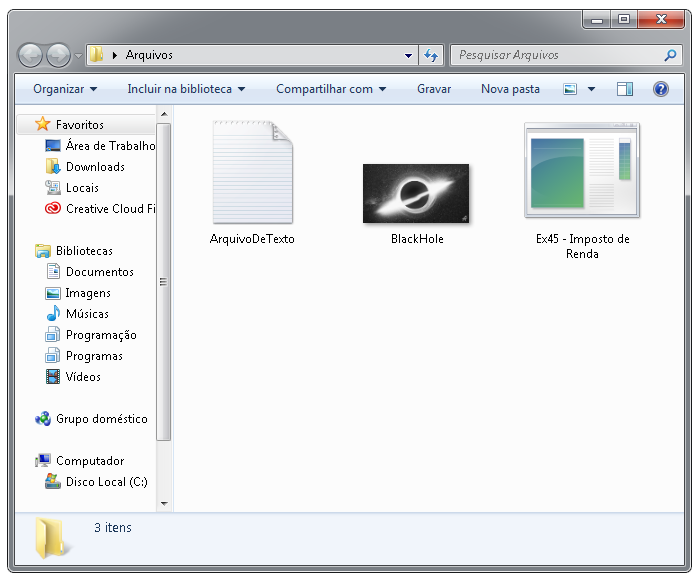 Arquivos
Pesquisar Arquivos
Organizar
Incluir na biblioteca
Compartilhar com
Gravar
Nova pasta
Favoritos
Área de Trabalho
Downloads
Locais
Creative Cloud Fi
Bibliotecas
Documentos
Imagens
Músicas
Programação
Programas
Vídeos
Grupo doméstico
Computador
Disco Local (C:)
ArquivoDeTexto
BlackHole
Ex45 - Imposto de
Renda
3 itens